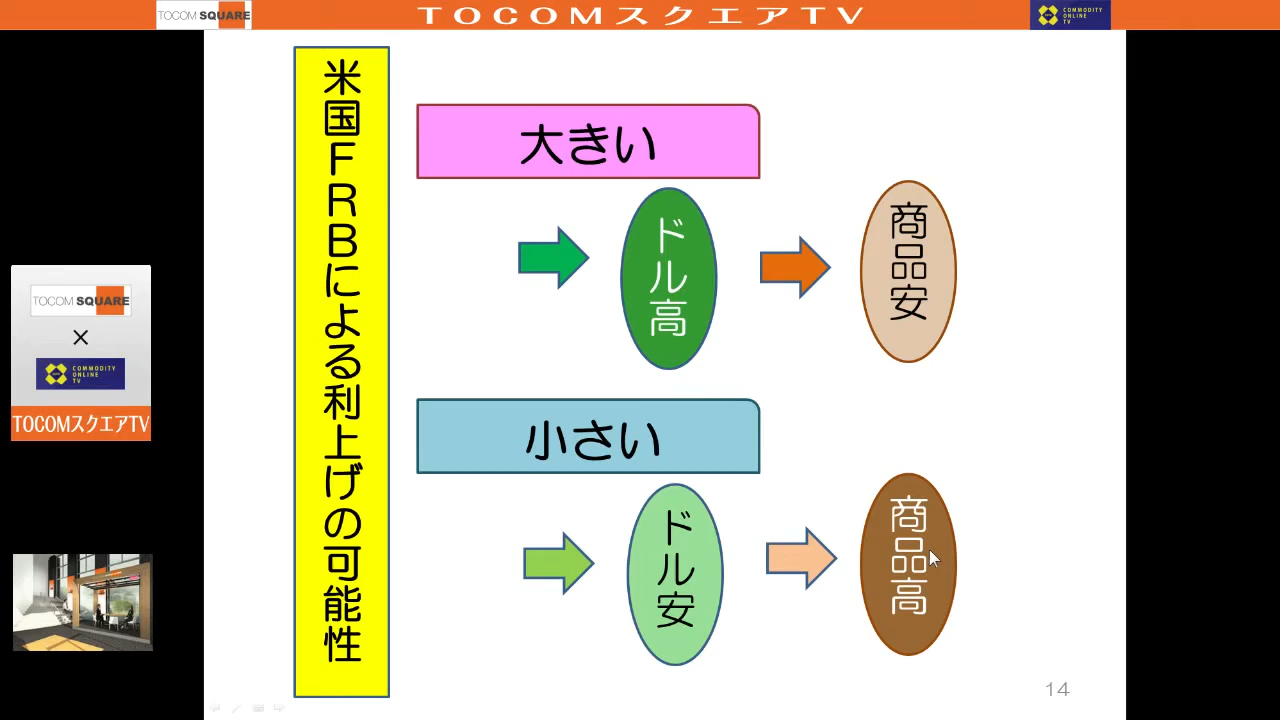 TOCOM SQUARE
TOCOMスクエアTV
COMMODITY
ONLINE
TV
米国FRBによる利上げの可能性
大きい
ドル高
商品安
小さい
ドル安
商品高
TOCOM SQUARE
×
COMMODITY
ONLINE
TV
TOCOMスクエアTV
14